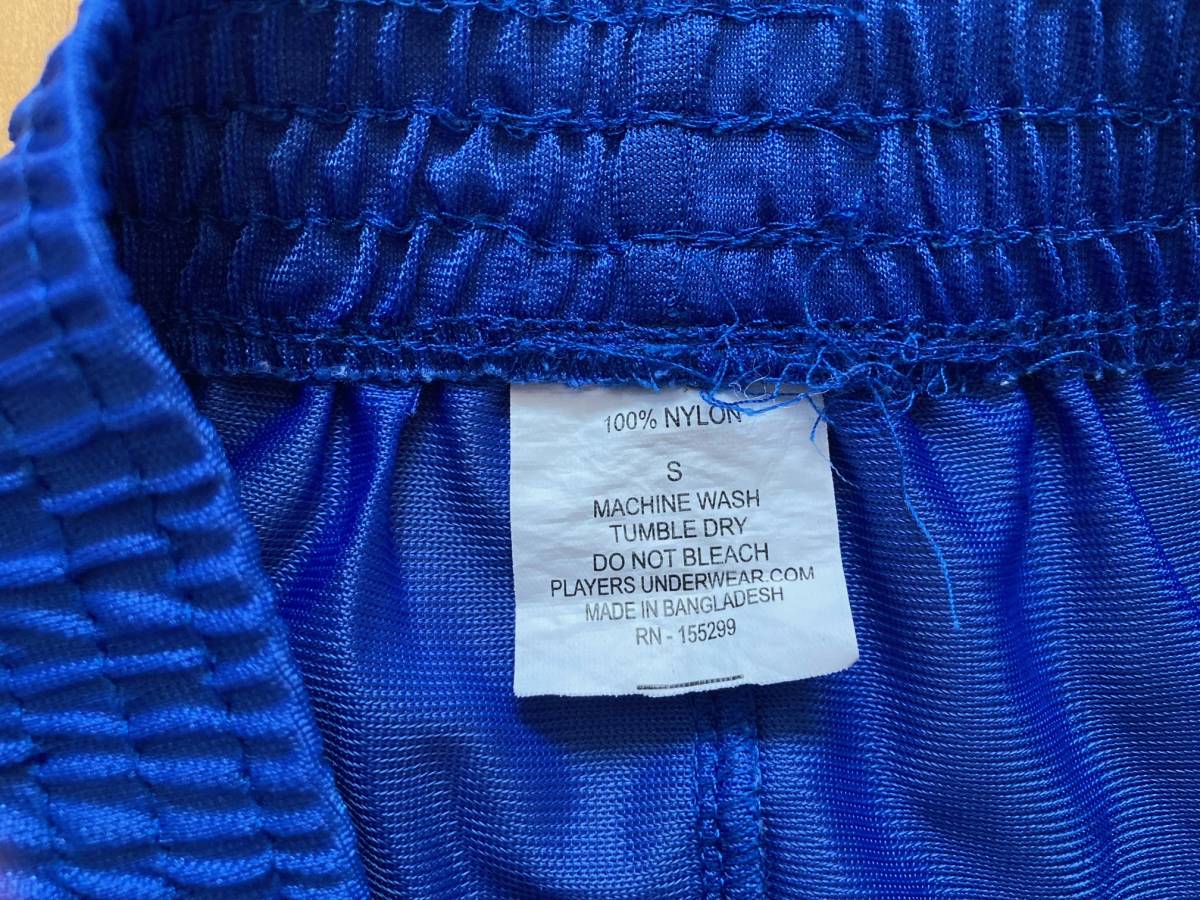 100% NYLON
S
MACHINE WASH
TUMBLE DRY
DO NOT BLEACH
PLAYERS UNDERWEAR.COM
MADE IN BANGLADESH
RN - 155299